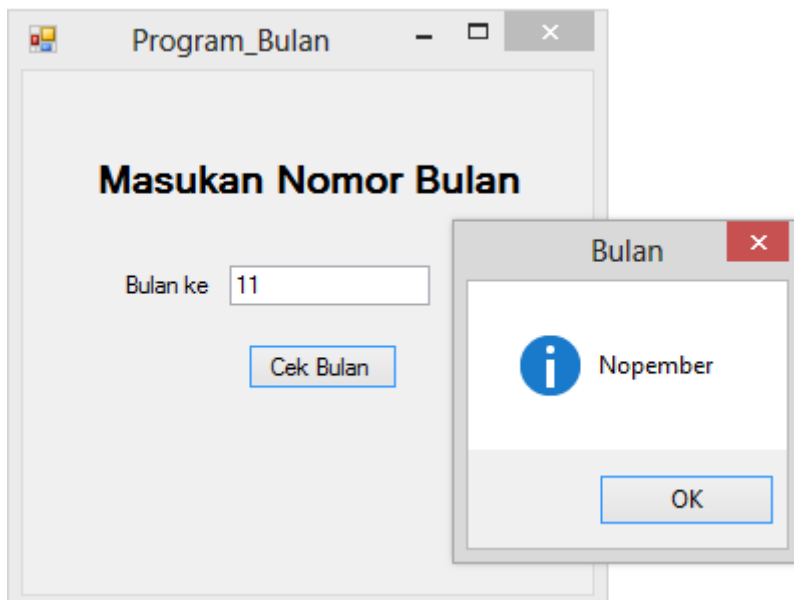 Program_Bulan
Masukan Nomor Bulan
Bulan ke 11
Cek Bulan
Bulan
Nopember
OK